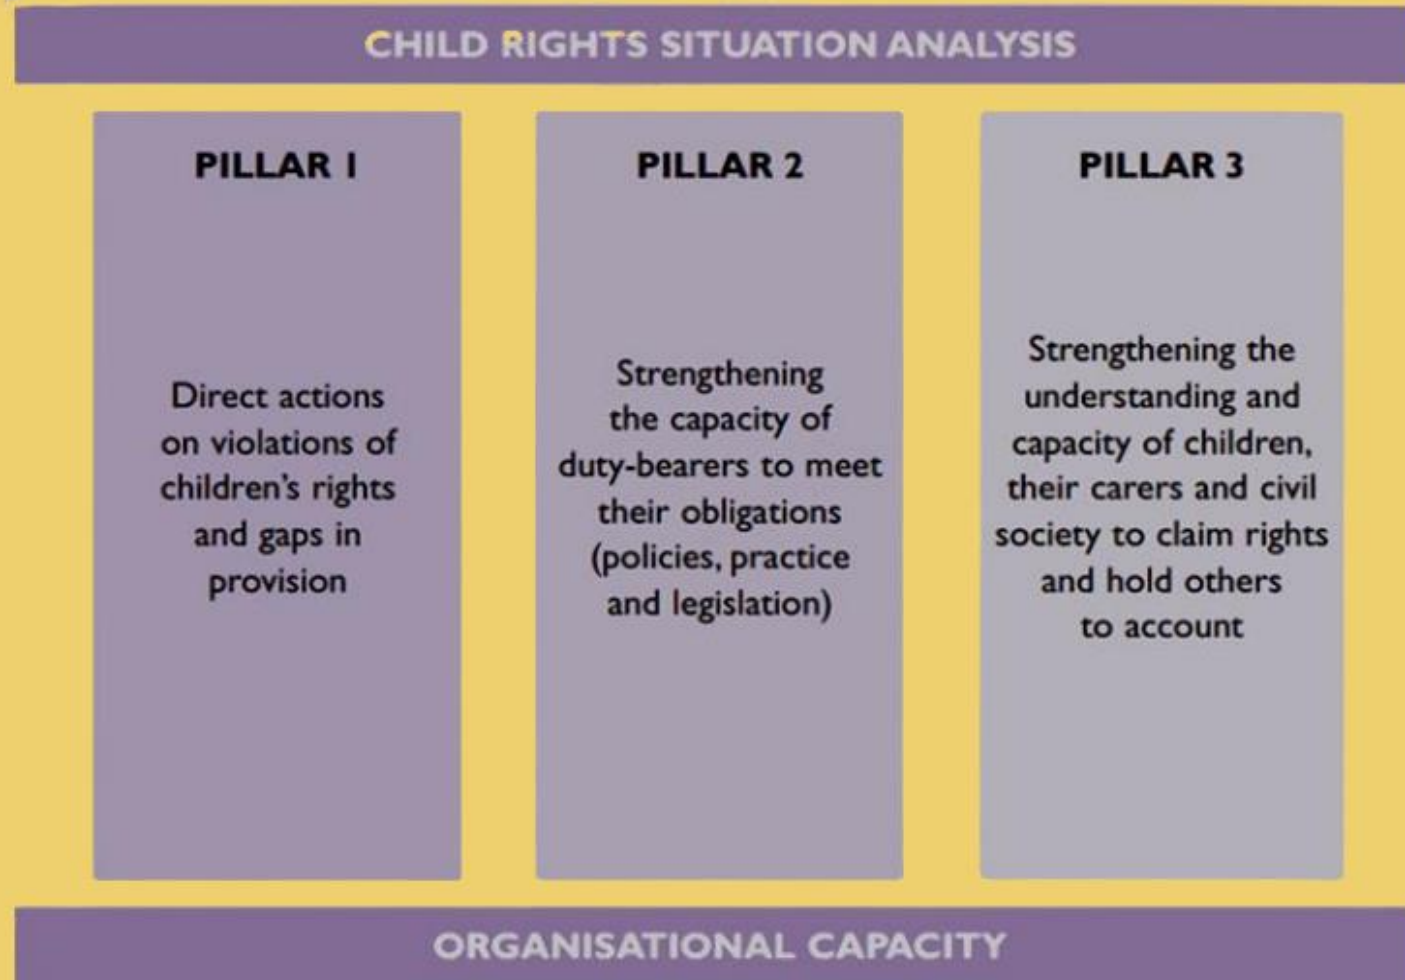 CHILD RIGHTS SITUATION ANALYSIS
PILLAR 1
Direct actions
on violations of
children's rights
and gaps in
provision
PILLAR 2
Strengthening
the capacity of
duty-bearers to meet
their obligations
(policies, practice
and legislation)
PILLAR 3
Strengthening the
understanding and
capacity of children,
their carers and civil
society to claim rights
and hold others
to account
ORGANISATIONAL CAPACITY